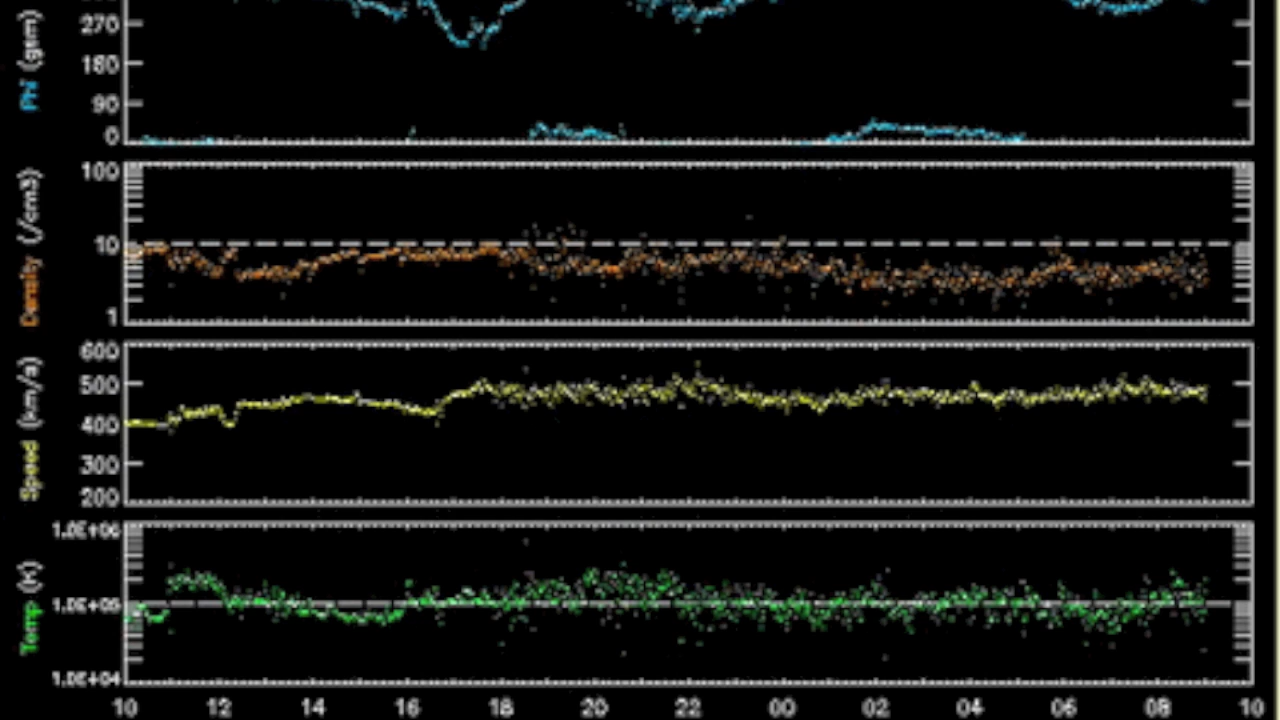 Phi (gsm)
270
180
90
0
Density (/cm3)
100
10
1
Speed (km/s)
600
500
400
300
200
Temp (K)
1.0E+06
1.0E+05
1.0E+04
10 12 14 16 18 20 22 00 02 04 06 08 10